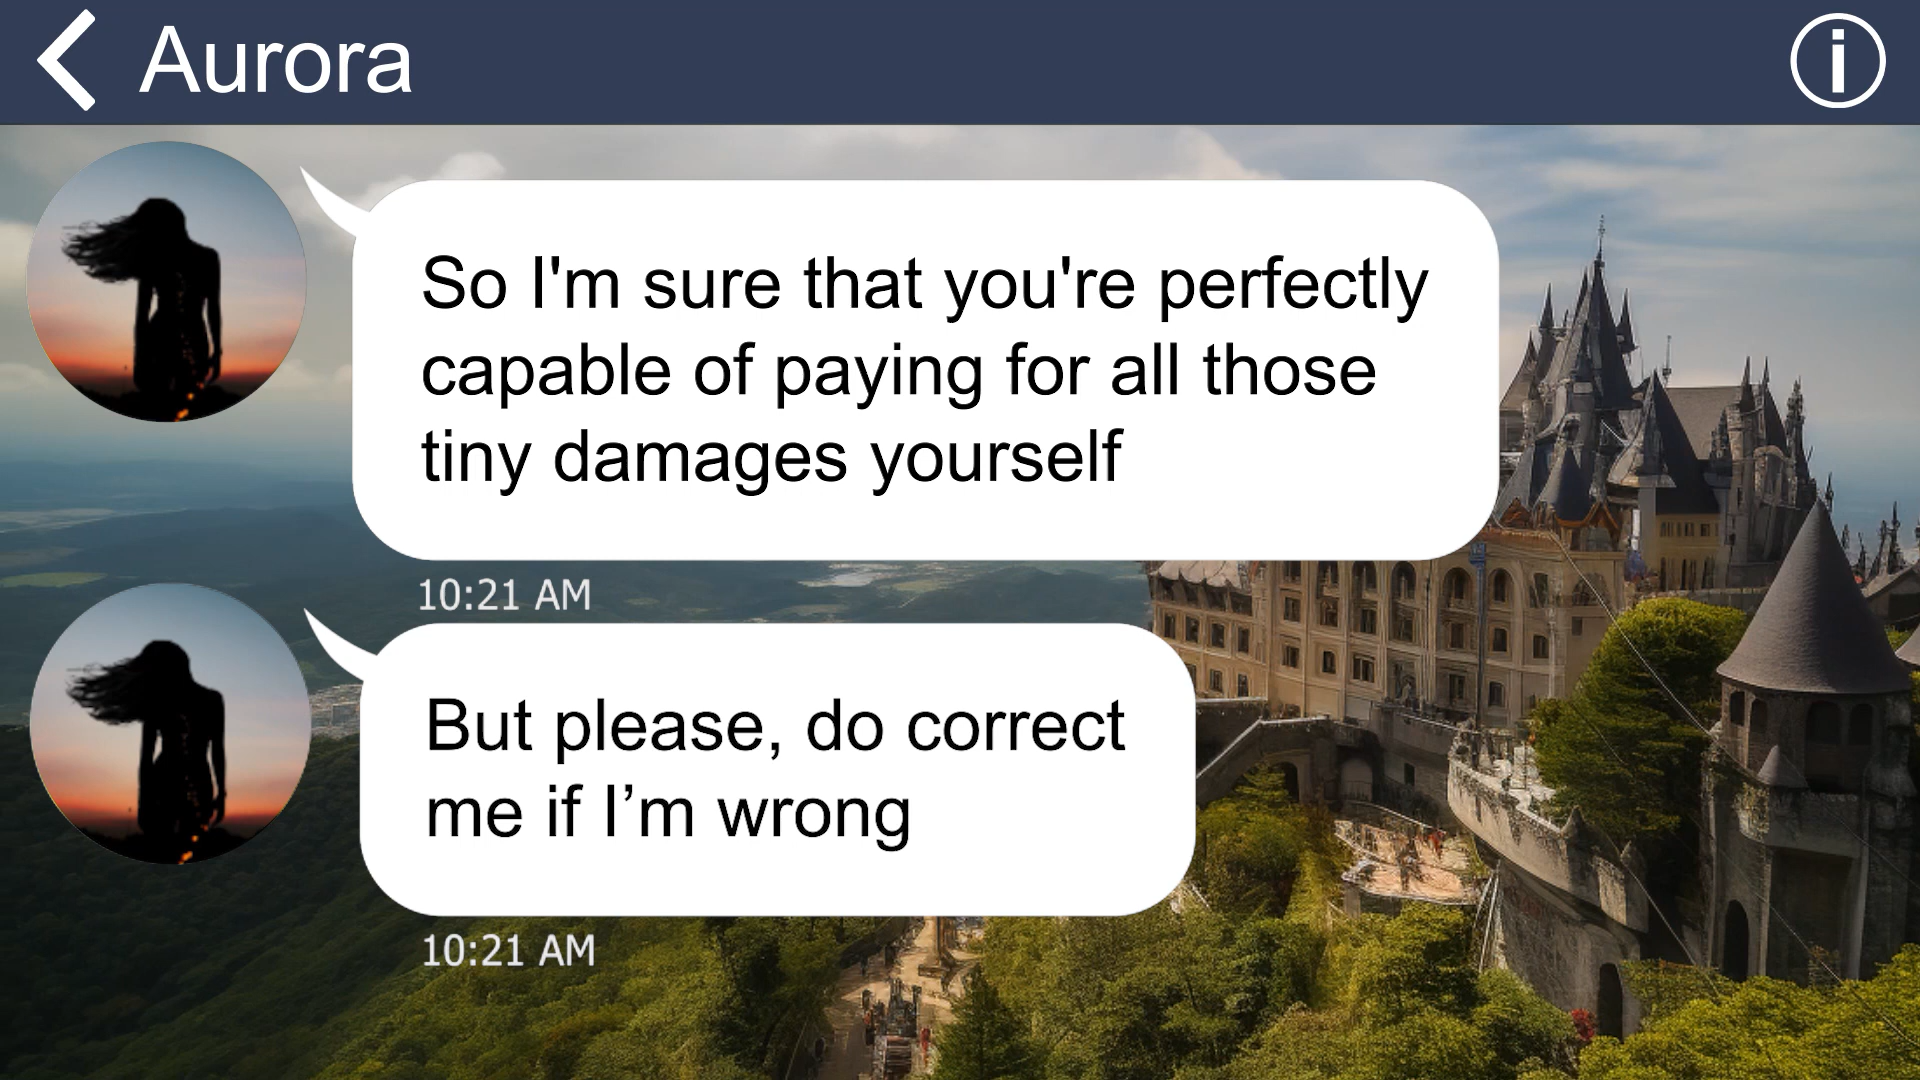 Aurora
So I'm sure that you're perfectly
capable of paying for all those
tiny damages yourself
10:21 AM
But please, do correct
me if I’m wrong
10:21 AM